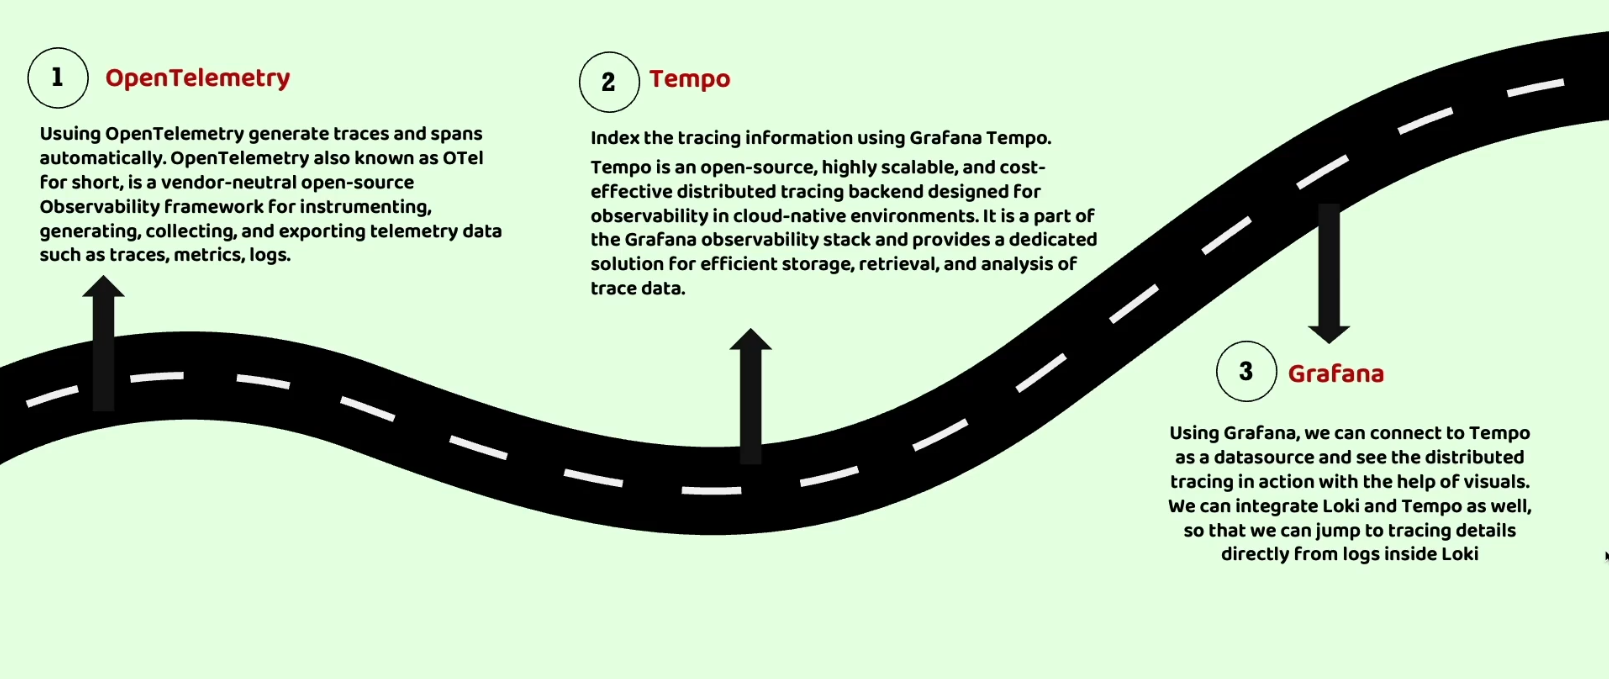 1
OpenTelemetry
Usuing OpenTelemetry generate traces and spans
automatically. OpenTelemetry also known as OTel
for short, is a vendor-neutral open-source
Observability framework for instrumenting,
generating, collecting, and exporting telemetry data
such as traces, metrics, logs.
2
Tempo
Index the tracing information using Grafana Tempo.
Tempo is an open-source, highly scalable, and cost-
effective distributed tracing backend designed for
observability in cloud-native environments. It is a part of
the Grafana observability stack and provides a dedicated
solution for efficient storage, retrieval, and analysis of
trace data.
3
Grafana
Using Grafana, we can connect to Tempo
as a datasource and see the distributed
tracing in action with the help of visuals.
We can integrate Loki and Tempo as well,
so that we can jump to tracing details
directly from logs inside Loki